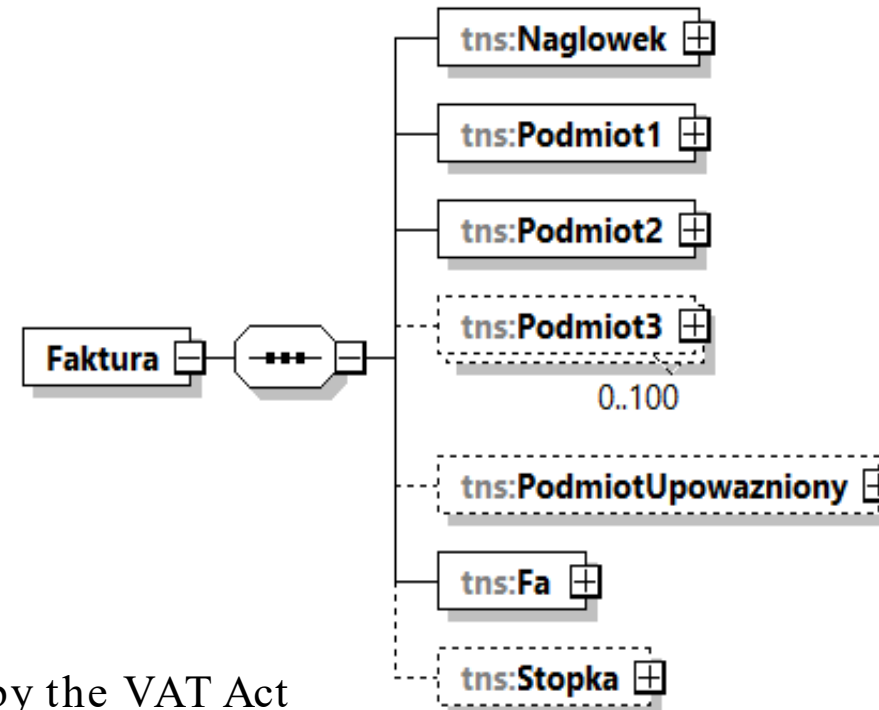 tns:Naglowek
tns:Podmiot1
tns:Podmiot2
tns:Podmiot3
0..100
Faktura
tns:PodmiotUpowazniony
tns:Fa
tns:Stopka
by the VAT Act